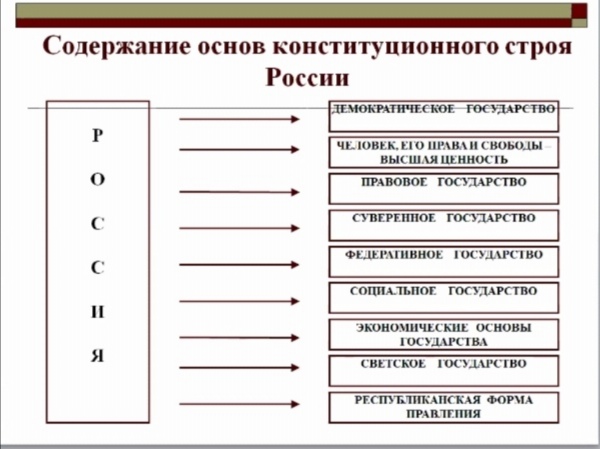 Содержание основ конституционного строя
России
Р
О
С
С
И
Я
ДЕМОКРАТИЧЕСКОЕ ГОСУДАРСТВО
ЧЕЛОВЕК, ЕГО ПРАВА И СВОБОДЫ –
ВЫСШАЯ ЦЕННОСТЬ
ПРАВОВОЕ ГОСУДАРСТВО
СУВЕРЕННОЕ ГОСУДАРСТВО
ФЕДЕРАТИВНОЕ ГОСУДАРСТВО
СОЦИАЛЬНОЕ ГОСУДАРСТВО
ЭКОНОМИЧЕСКИЕ ОСНОВЫ
ГОСУДАРСТВА
СВЕТСКОЕ ГОСУДАРСТВО
РЕСПУБЛИКАНСКАЯ ФОРМА
ПРАВЛЕНИЯ